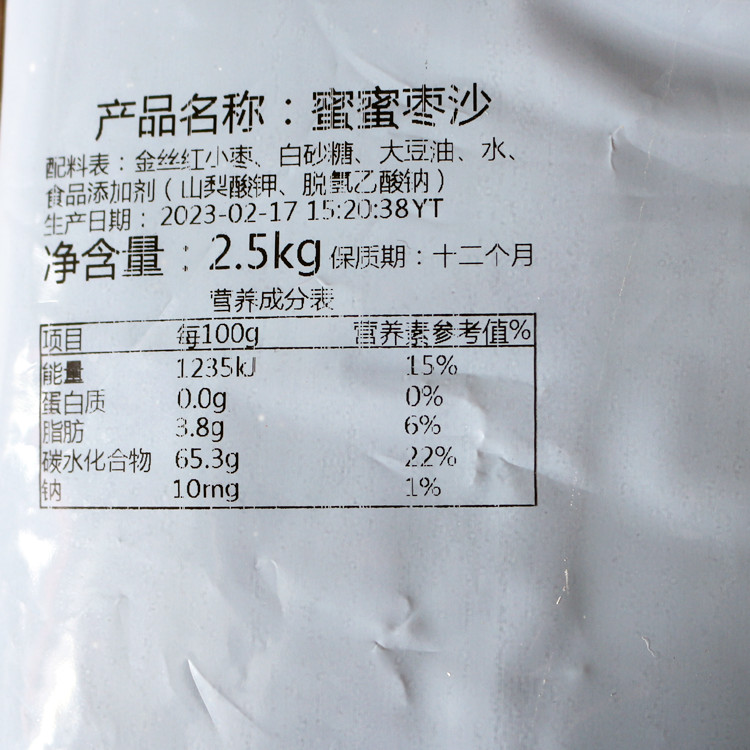 产品名称：蜜蜜枣沙
配料表：金丝红小枣、白砂糖、大豆油、水、
食品添加剂（山梨酸钾、脱氢乙酸钠）
生产日期：2023-02-17 15:20:38YT
净含量：2.5kg 保质期：十二个月
营养成分表
项目 每100g 营养素参考值%
能量 1235kJ 15%
蛋白质 0.0g 0%
脂肪 3.8g 6%
碳水化合物 65.3g 22%
钠 10mg 1%